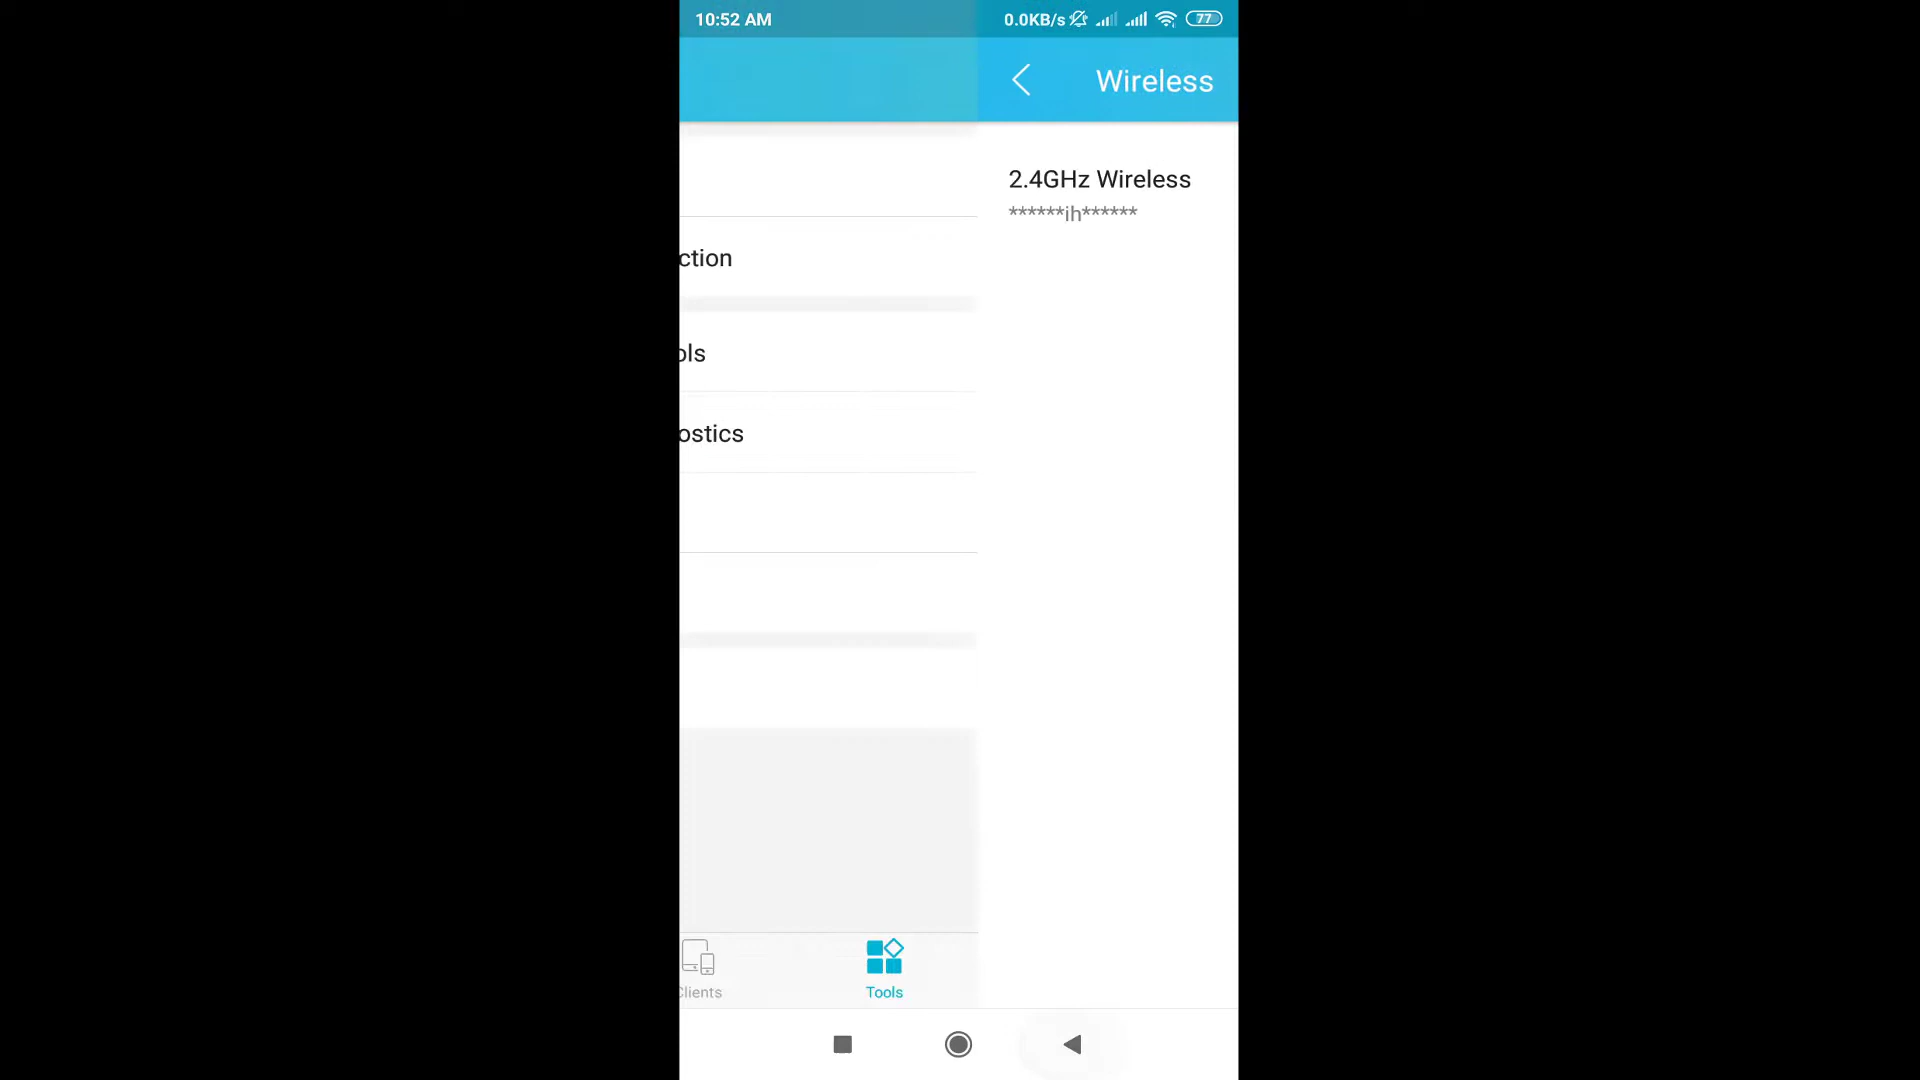 10:52 AM
0.0KB/s
77
Wireless
2.4GHz Wireless
******ih******
ction
ols
ostics
Clients
Tools